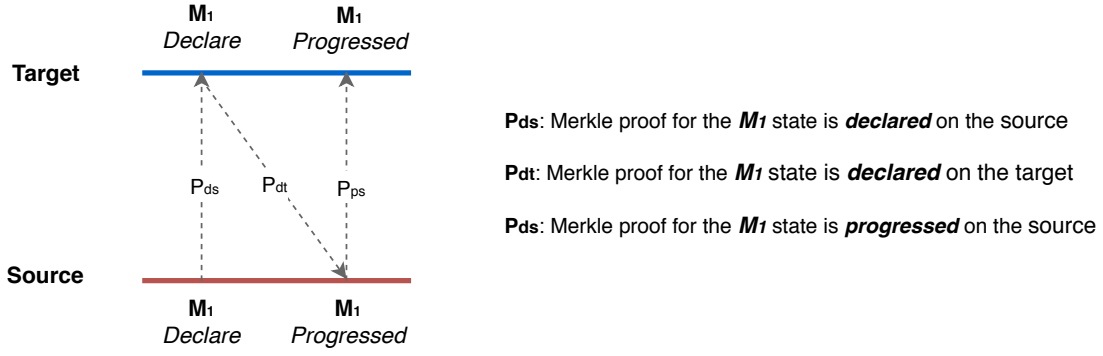 M1 M1
Declare Progressed
Target
Pds: Merkle proof for the M1 state is declared on the source
Pdt: Merkle proof for the M1 state is declared on the target
Pds Pdt Pps
Pds: Merkle proof for the M1 state is progressed on the source
Source
M1 M1
Declare Progressed